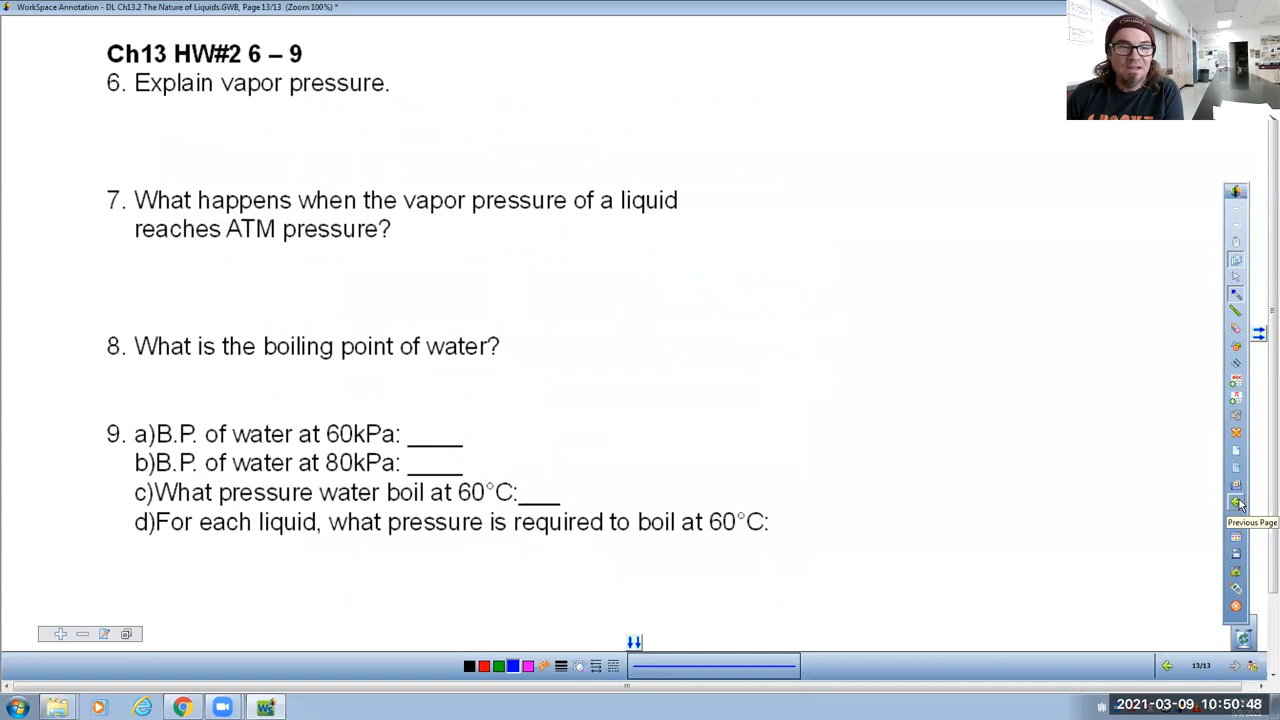 WorkSpace Annotation - DL Ch13.2 The Nature of Liquids.GWB, Page 13/13 (Zoom 100%) *
Ch13 HW#2 6 – 9
6. Explain vapor pressure.
7. What happens when the vapor pressure of a liquid
reaches ATM pressure?
8. What is the boiling point of water?
9. a)B.P. of water at 60kPa: ____
b)B.P. of water at 80kPa: ____
c)What pressure water boil at 60°C:___
d)For each liquid, what pressure is required to boil at 60°C:
Previous Page
13/13
2021-03-09 10:50:48